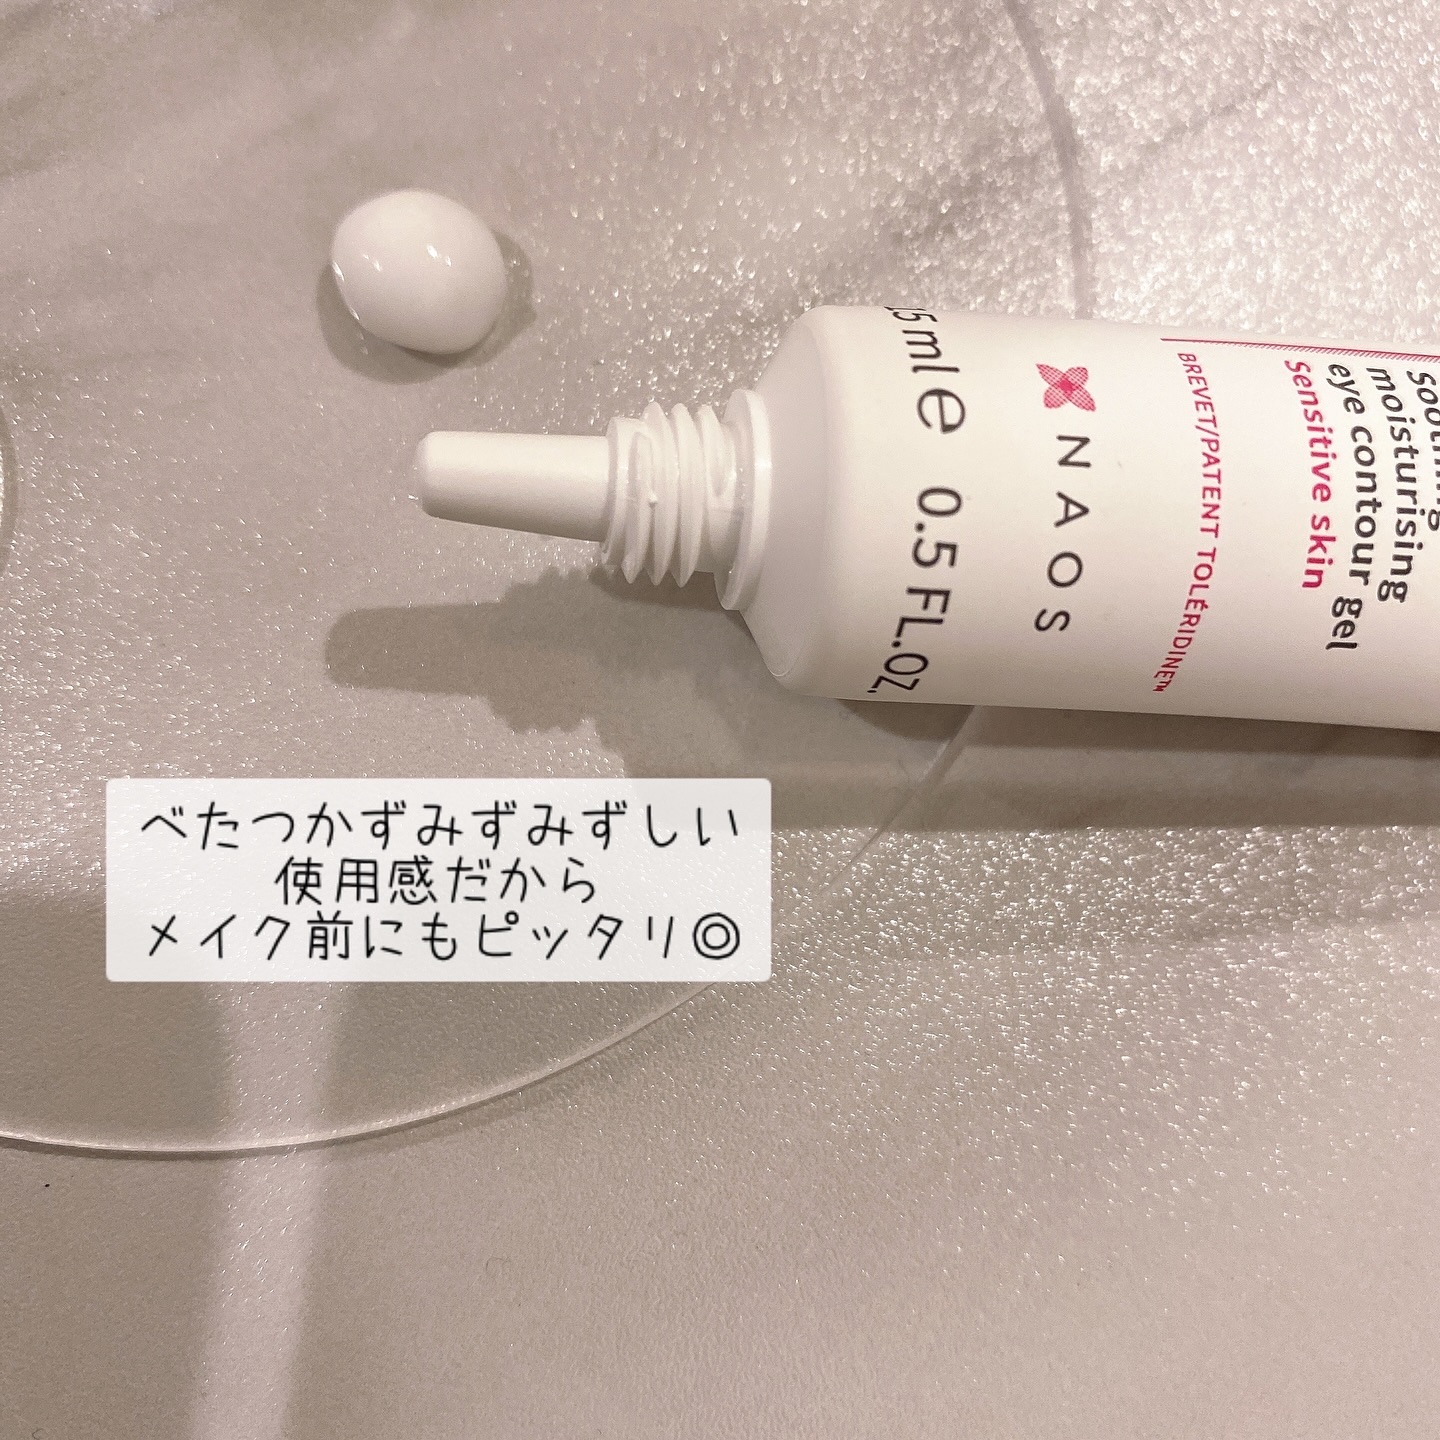 15 ml e 0.5 FL.OZ.
NAOS
BREVET/PATENT TOLÉRIDINE™
Soothing
moisturising
eye contour gel
Sensitive skin
べたつかずみずみずしい
使用感だから
メイク前にもピッタリ◎